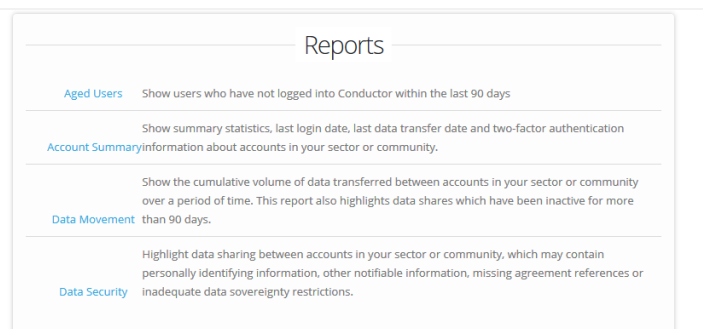 Reports
Aged Users Show users who have not logged into Conductor within the last 90 days
Show summary statistics, last login date, last data transfer date and two-factor authentication
Account Summary information about accounts in your sector or community.
Show the cumulative volume of data transferred between accounts in your sector or community
over a period of time. This report also highlights data shares which have been inactive for more
Data Movement than 90 days.
Highlight data sharing between accounts in your sector or community, which may contain
personally identifying information, other notifiable information, missing agreement references or
Data Security inadequate data sovereignty restrictions.